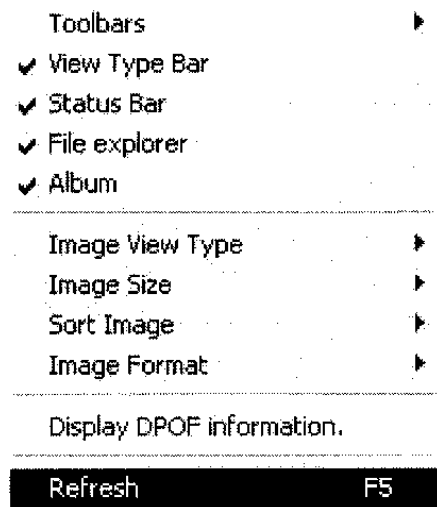 Toolbars
View Type Bar
Status Bar
File explorer
Album
Image View Type
Image Size
Sort Image
Image Format
Display DPOF information.
Refresh F5